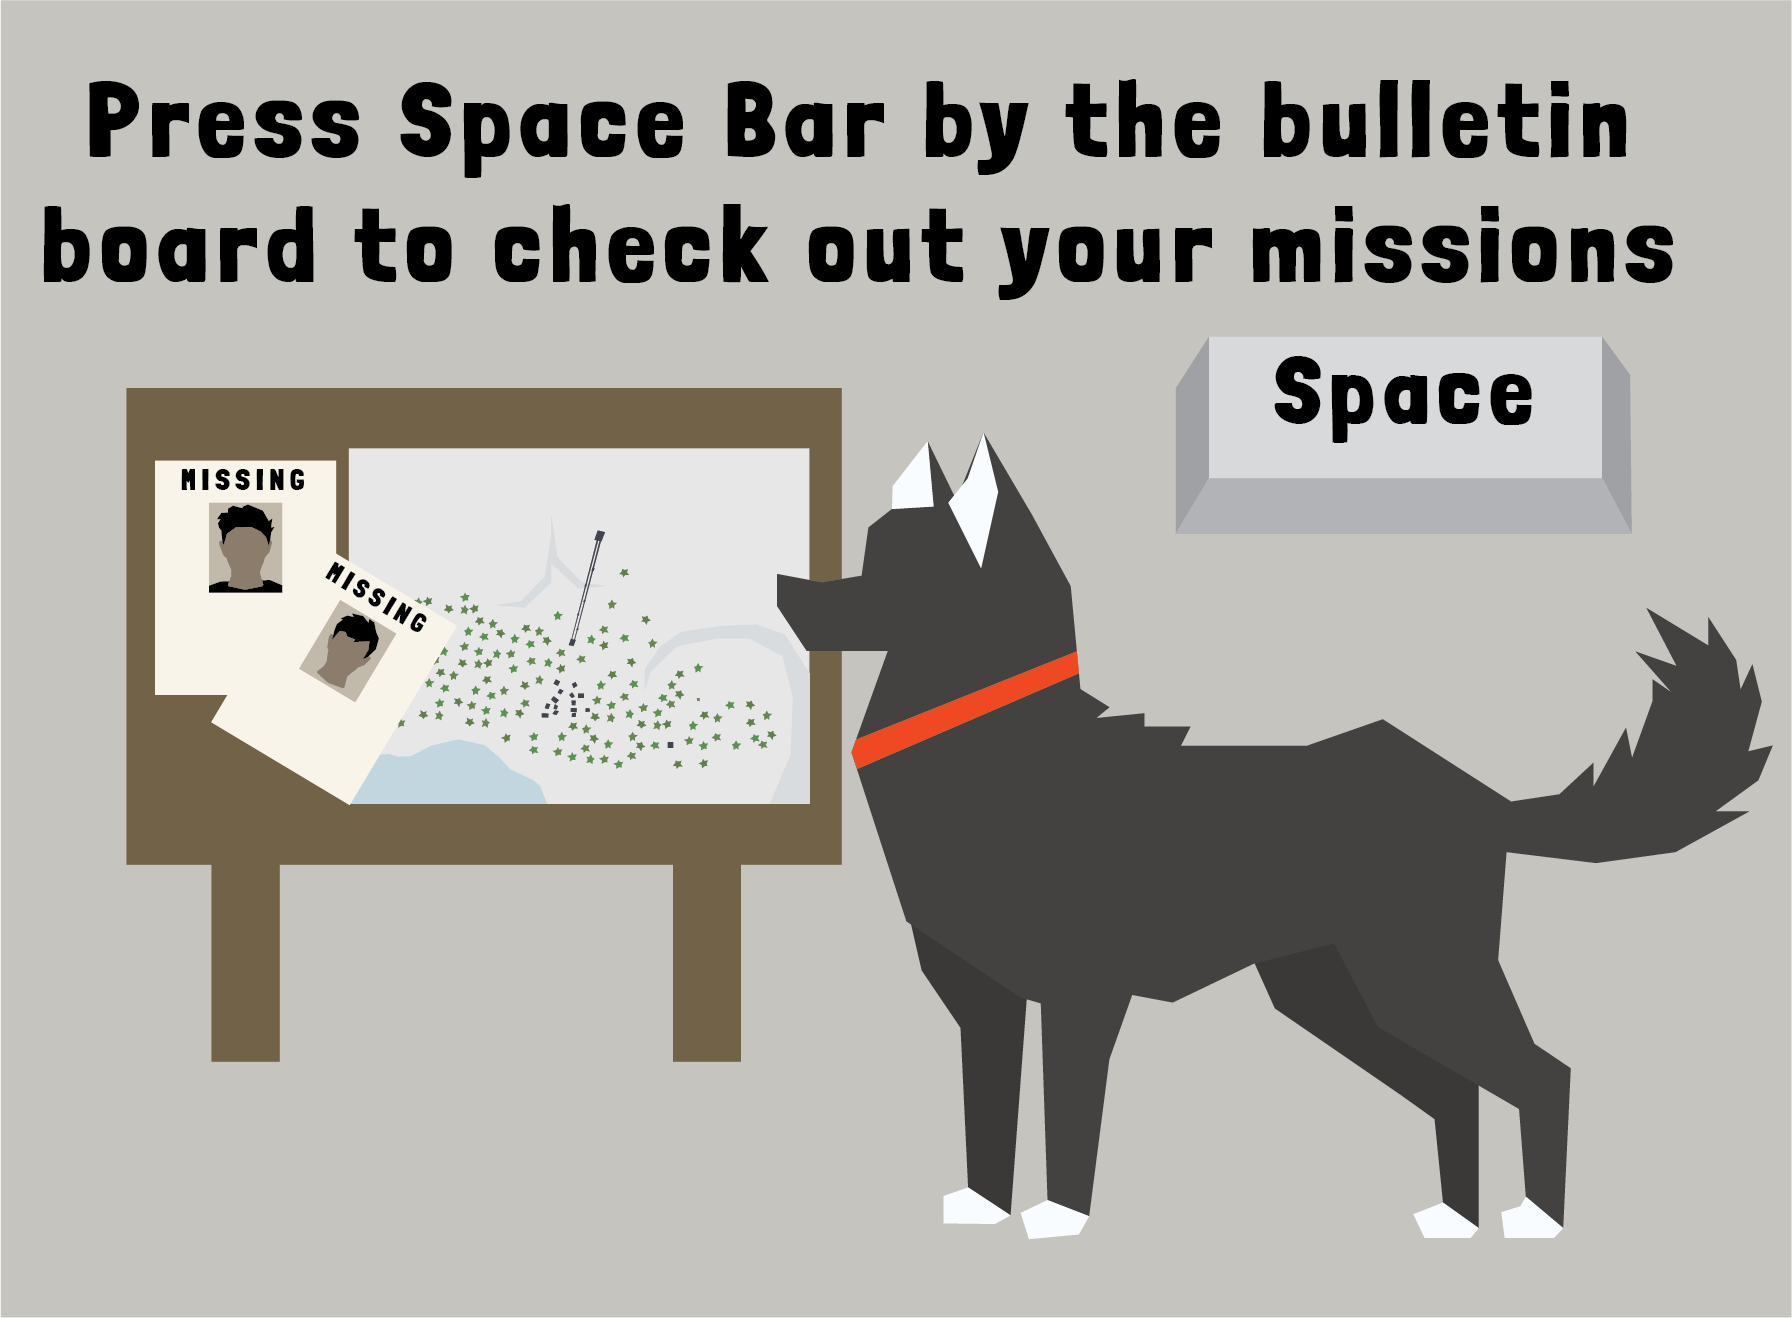 Press Space Bar by the bulletin
board to check out your missions
Space
MISSING
MISSING